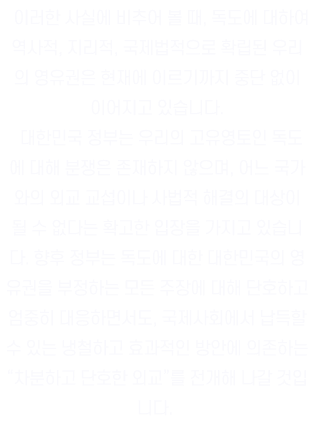 이러한 사실에 비추어 볼 때, 독도에 대하여
역사적, 지리적, 국제법적으로 확립된 우리
의 영유권은 현재에 이르기까지 중단 없이
이어지고 있습니다.
대한민국 정부는 우리의 고유영토인 독도
에 대해 분쟁은 존재하지 않으며, 어느 국가
와의 외교 교섭이나 사법적 해결의 대상이
될 수 없다는 확고한 입장을 가지고 있습니
다. 향후 정부는 독도에 대한 대한민국의 영
유권을 부정하는 모든 주장에 대해 단호하고
엄중히 대응하면서도, 국제사회에서 납득할
수 있는 냉철하고 효과적인 방안에 의존하는
"차분하고 단호한 외교"를 전개해 나갈 것입
니다